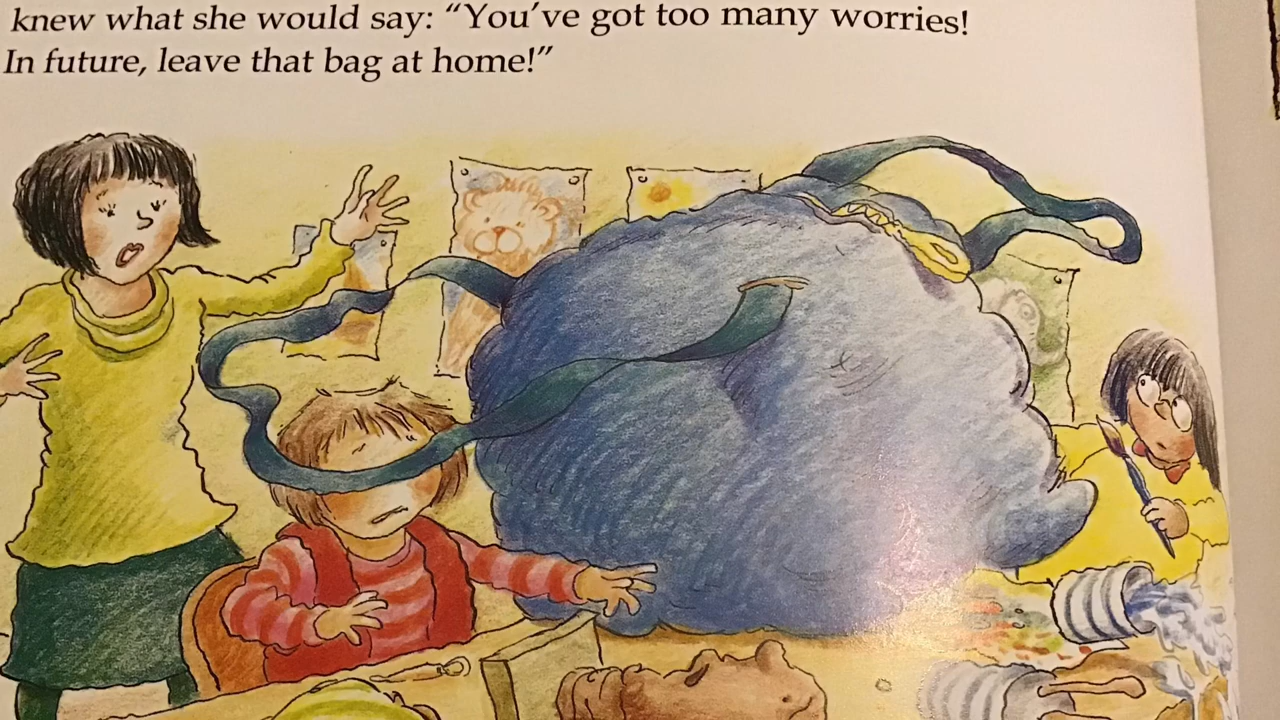 knew what she would say: “You’ve got too many worries!
In future, leave that bag at home!”